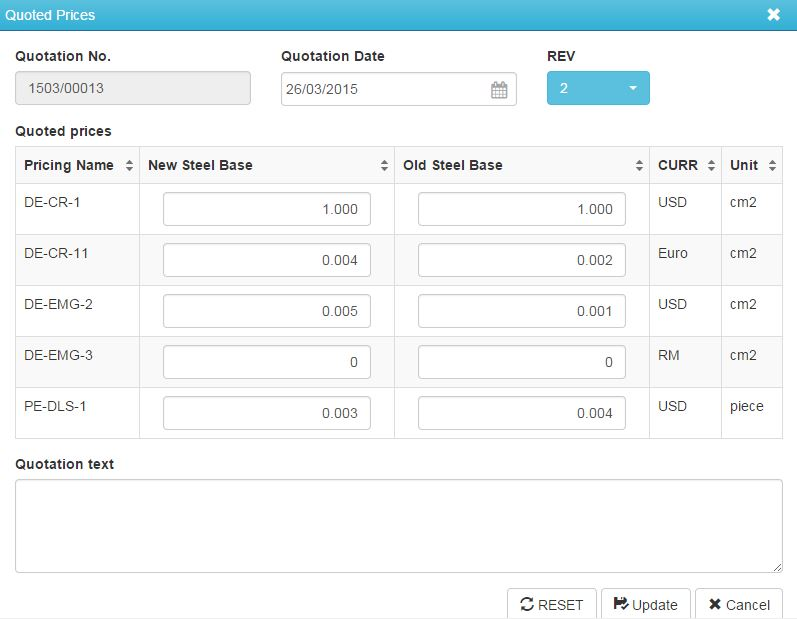 Quoted Prices
Quotation No. Quotation Date REV
1503/00013 26/03/2015 2
Quoted prices
Pricing Name New Steel Base Old Steel Base CURR Unit
DE-CR-1 1.000 1.000 USD cm2
DE-CR-11 0.004 0.002 Euro cm2
DE-EMG-2 0.005 0.001 USD cm2
DE-EMG-3 0 0 RM cm2
PE-DLS-1 0.003 0.004 USD piece
Quotation text
RESET Update Cancel